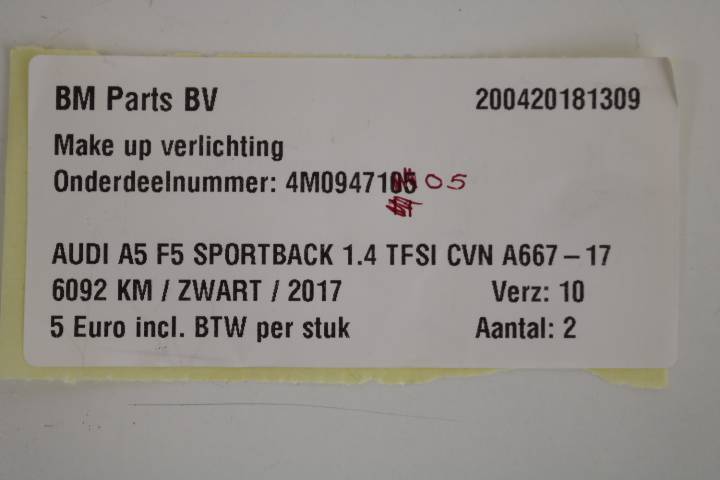 BM Parts BV 200420181309
Make up verlichting
Onderdeelnummer: 4M0947105 05
AUDI A5 F5 SPORTBACK 1.4 TFSI CVN A667-17
6092 KM / ZWART / 2017 Verz: 10
5 Euro incl. BTW per stuk Aantal: 2